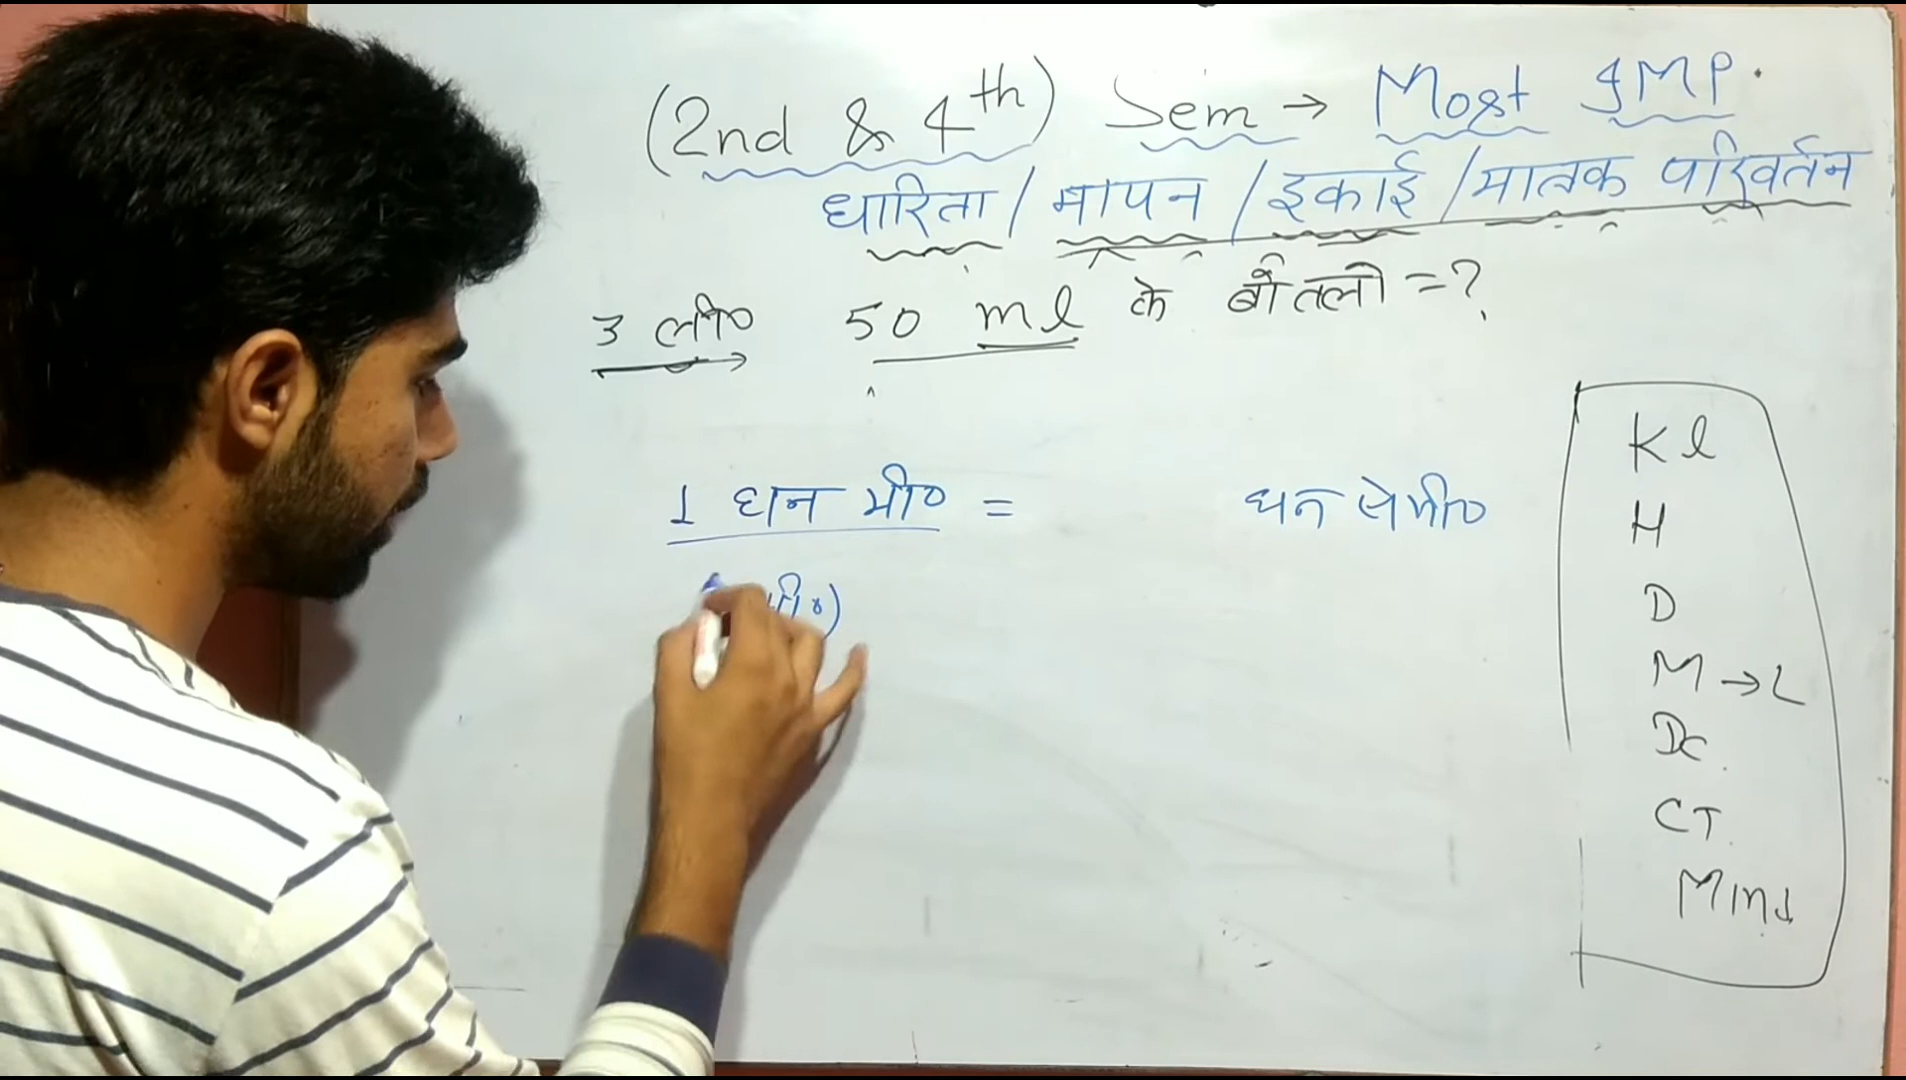 (2nd & 4th) Sem → Most IMP.
धारिता / मापन / इकाई / मात्रक परिवर्तन
3 ली० 50 ml के बोतलो = ?
1 घन मी० = घन सेमी०
मी०)
Kl
H
D
M → L
Dc
CT